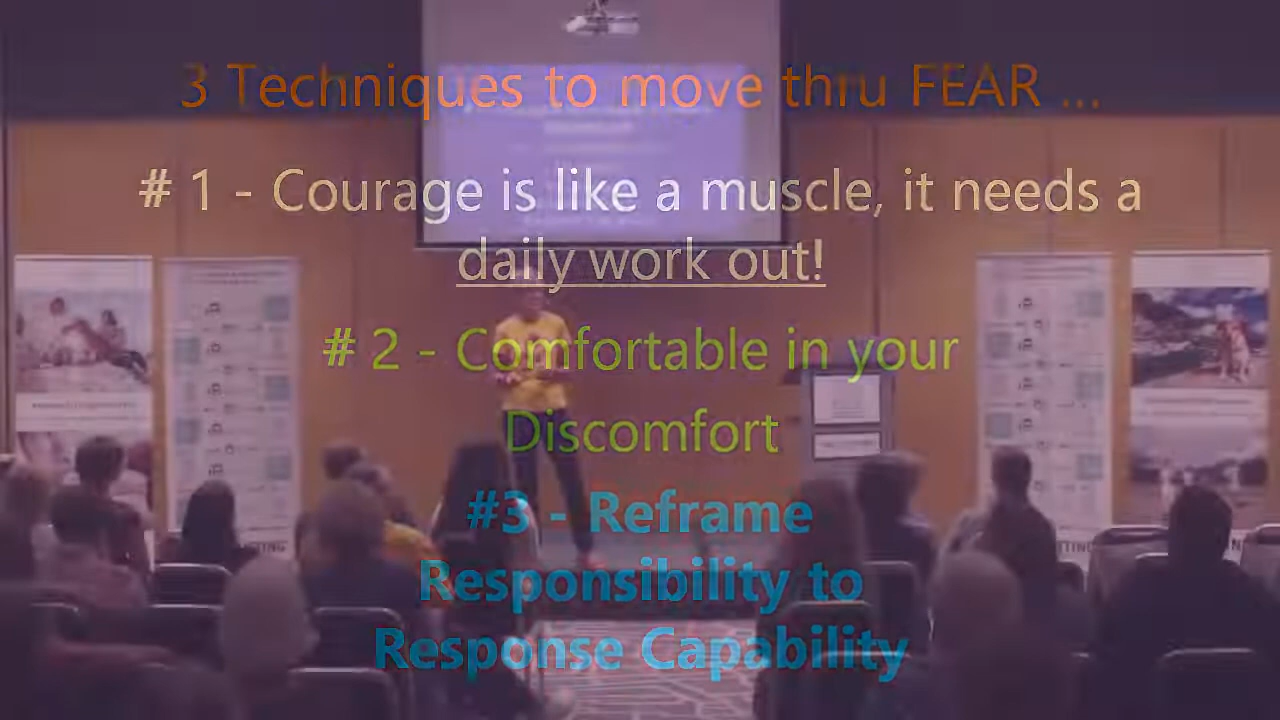 3 Techniques to move thru FEAR ...
# 1 - Courage is like a muscle, it needs a
daily work out!
# 2 - Comfortable in your
Discomfort
#3 - Reframe
Responsibility to
Response Capability